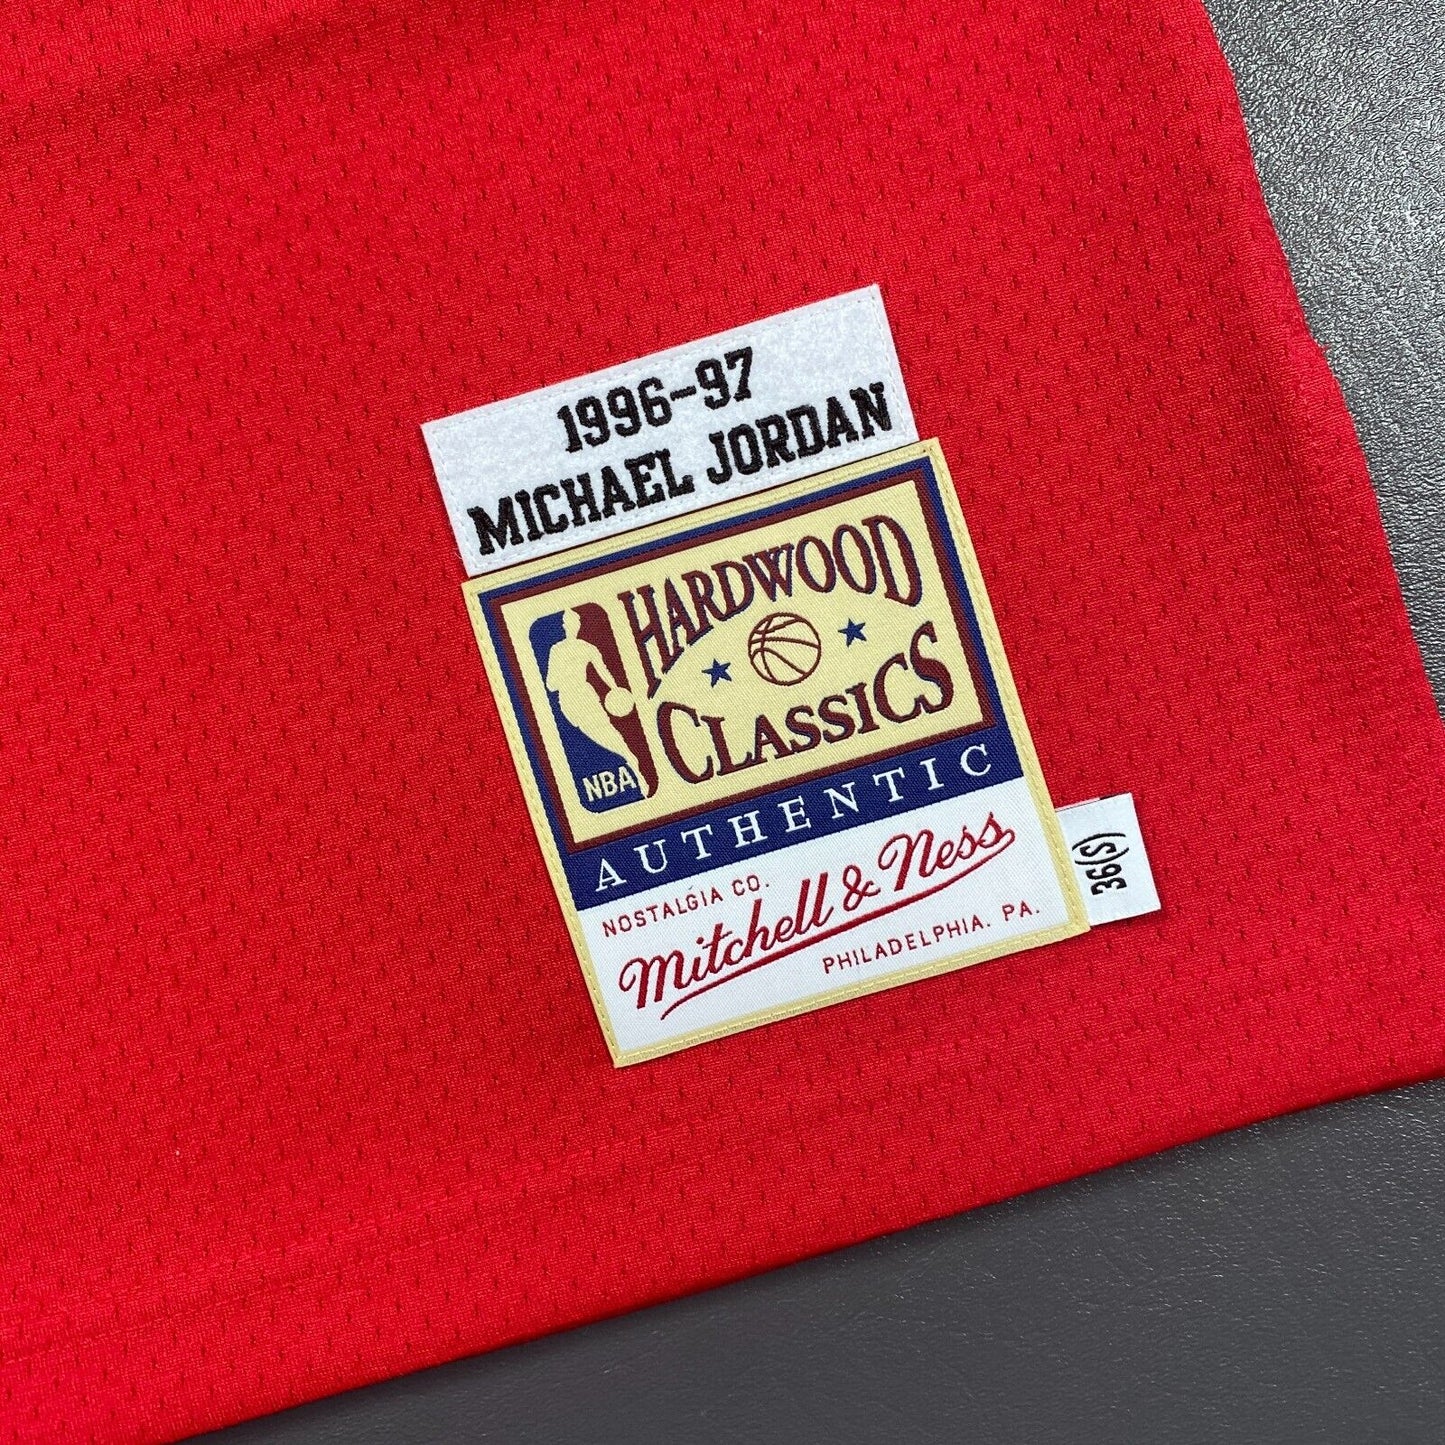 1996-97
MICHAEL JORDAN
HARDWOOD
CLASSICS
NBA
AUTHENTIC
NOSTALGIA CO.
Mitchell & Ness
PHILADELPHIA. PA.
36(S)